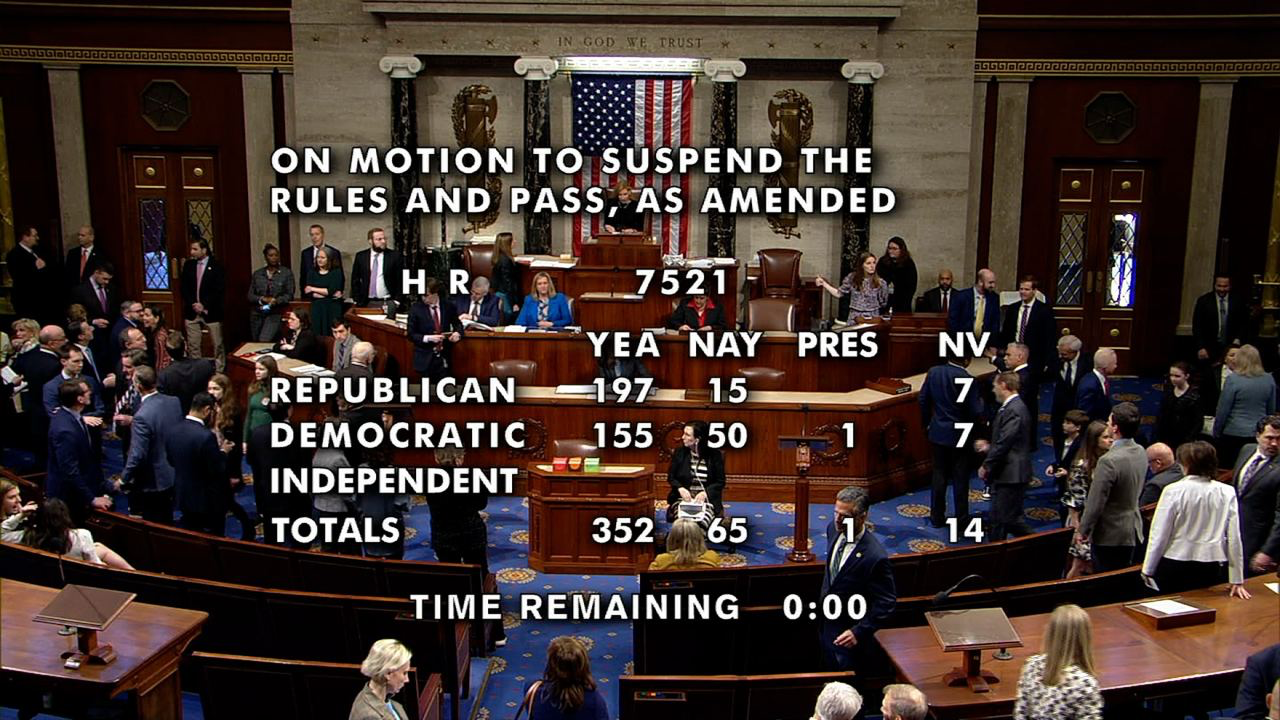 IN GOD WE TRUST
ON MOTION TO SUSPEND THE
RULES AND PASS, AS AMENDED
H R 7521
YEA NAY PRES NV
REPUBLICAN 197 15 7
DEMOCRATIC 155 50 1 7
INDEPENDENT
TOTALS 352 65 1 14
TIME REMAINING 0:00